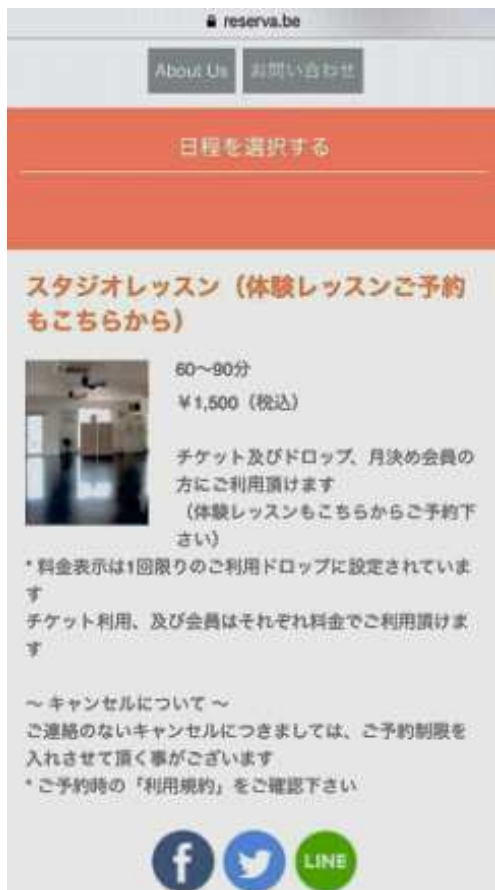 reserva.be
About Us お問い合わせ
日程を選択する
スタジオレッスン（体験レッスンご予約
もこちらから）
60〜90分
￥1,500（税込）
チケット及びドロップ、月決め会員の
方にご利用頂けます
（体験レッスンもこちらからご予約下
さい）
* 料金表示は1回限りのご利用ドロップに設定されていま
す
チケット利用、及び会員はそれぞれ料金でご利用頂けま
す
〜 キャンセルについて 〜
ご連絡のないキャンセルにつきましては、ご予約制限を
入れさせて頂く事がございます
* ご予約時の「利用規約」をご確認下さい
LINE